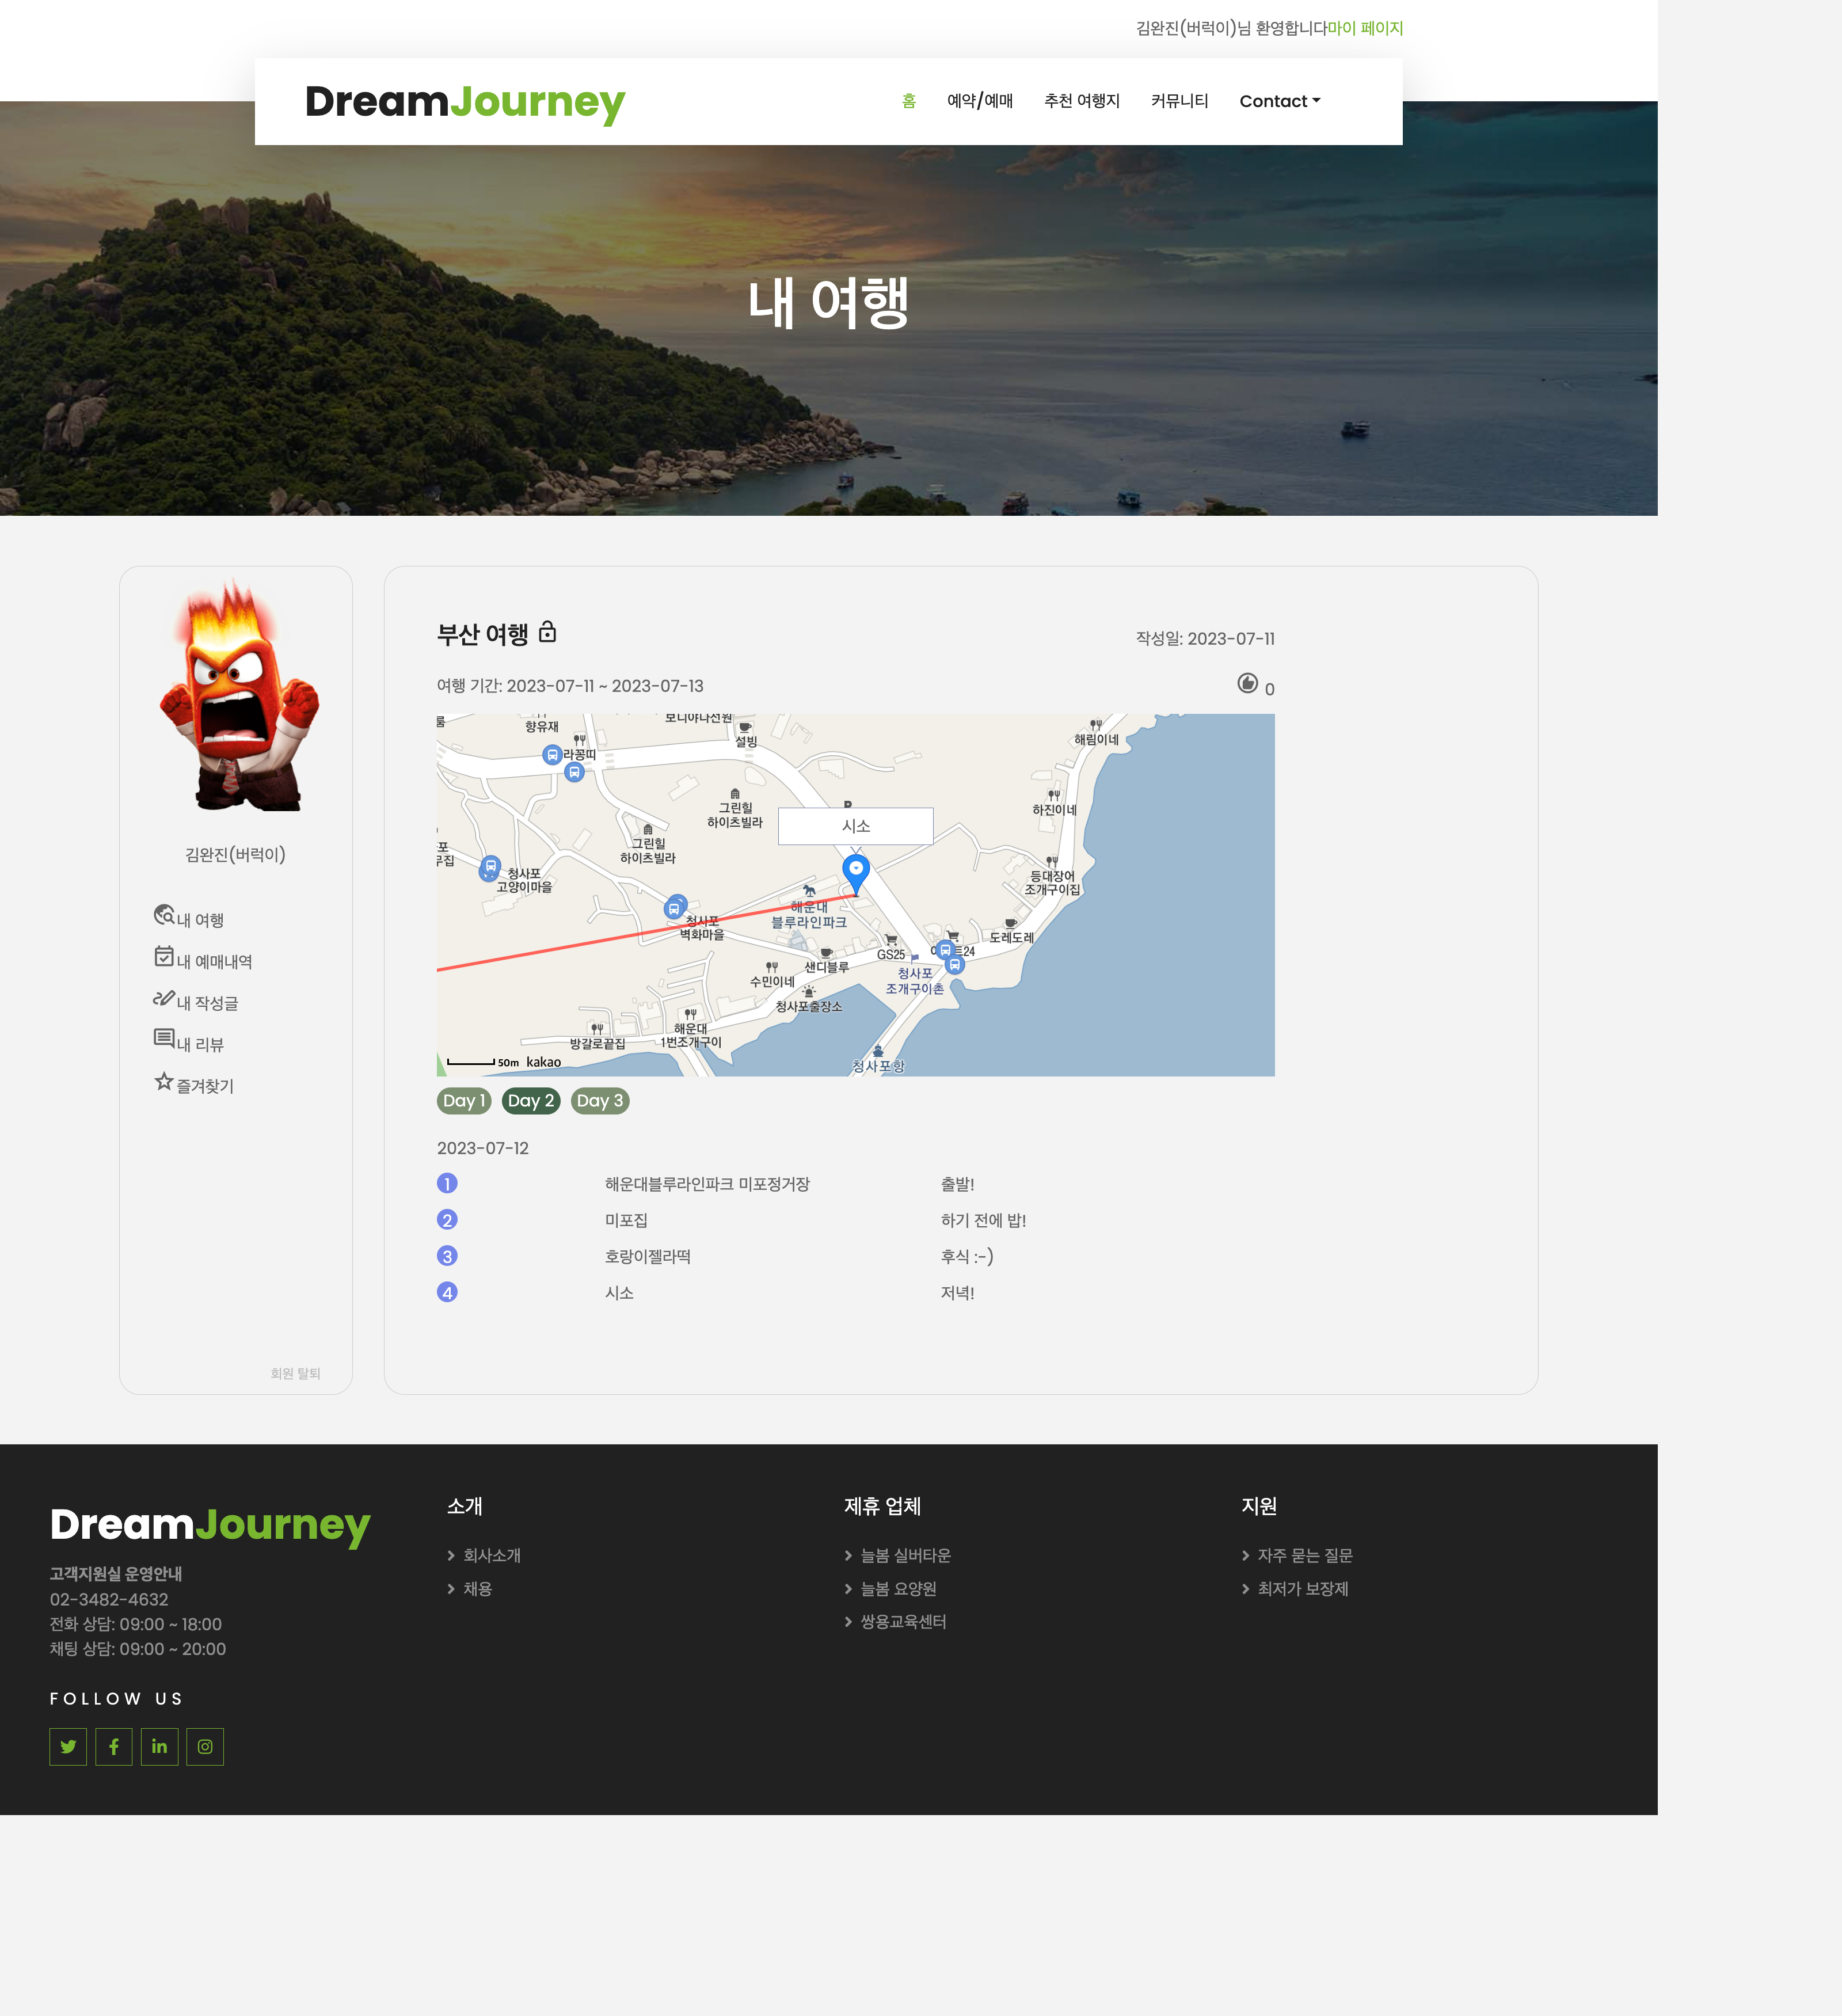 김완진(버럭이)님 환영합니다마이 페이지
DreamJourney
홈 예약/예매 추천 여행지 커뮤니티 Contact
내 여행
김완진(버럭이)
내 여행
내 예매내역
내 작성글
내 리뷰
즐겨찾기
회원 탈퇴
부산 여행
작성일: 2023-07-11
여행 기간: 2023-07-11 ~ 2023-07-13
0
향유재
설빙
해림이네
라꽁띠
그린힐
하이츠빌라
하진이네
시소
그린힐
하이츠빌라
청사포
고양이마을
등대장어
조개구이집
해운대
블루라인파크
청사포
벽화마을
도레도레
GS25
샌디블루
청사포
조개구이촌
수민이네
청사포출장소
해운대
1번조개구이
방갈로끝집
50m kakao
청사포항
Day 1 Day 2 Day 3
2023-07-12
1 해운대블루라인파크 미포정거장 출발!
2 미포집 하기 전에 밥!
3 호랑이젤라떡 후식 :-)
4 시소 저녁!
DreamJourney
고객지원실 운영안내
02-3482-4632
전화 상담: 09:00 ~ 18:00
채팅 상담: 09:00 ~ 20:00
FOLLOW US
소개
회사소개
채용
제휴 업체
늘봄 실버타운
늘봄 요양원
쌍용교육센터
지원
자주 묻는 질문
최저가 보장제